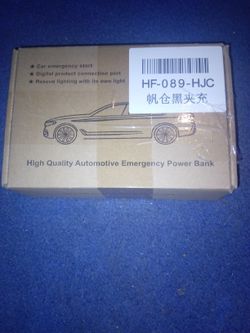 ★ Car emergency start
★ Digital product connection port
★ Rescue lighting with its own light
HF-089-HJC
帆仓黑夹充
High Quality Automotive Emergency Power Bank